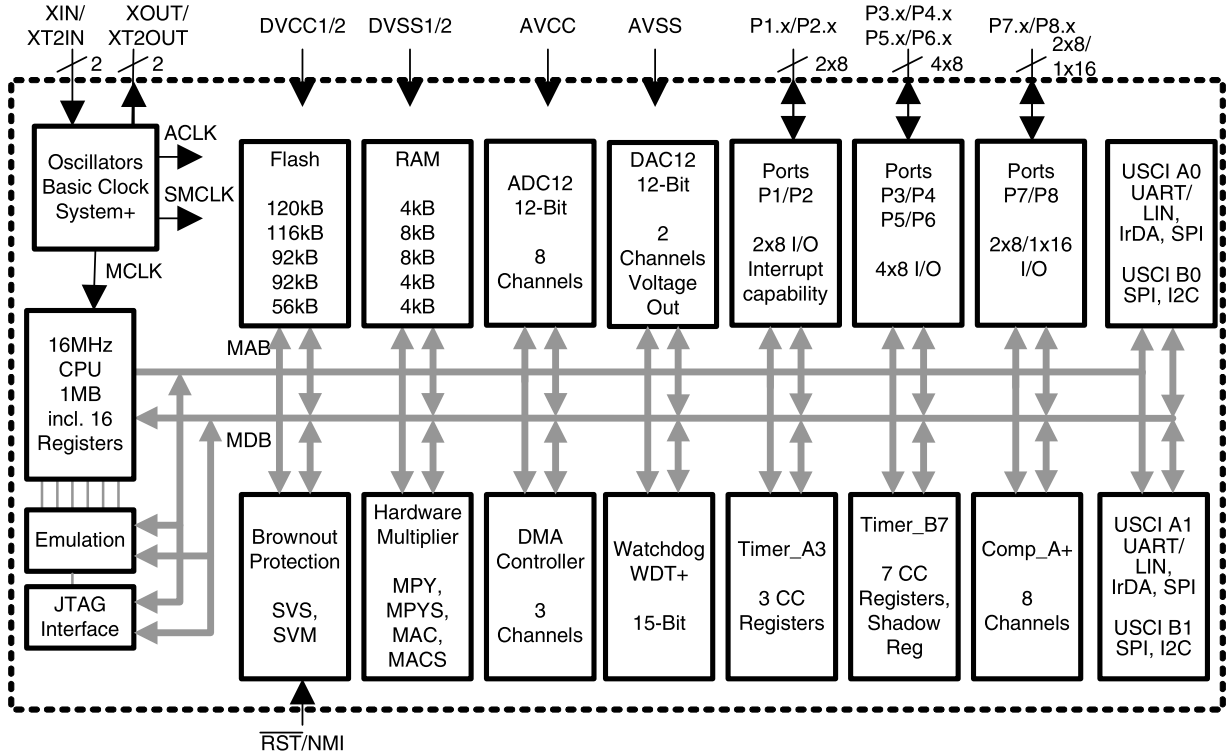 XIN/
XT2IN
XOUT/
XT2OUT
DVCC1/2
DVSS1/2
AVCC
AVSS
P1.x/P2.x
P3.x/P4.x
P5.x/P6.x
P7.x/P8.x
2
2
2x8
4x8
2x8/
1x16
Oscillators
Basic Clock
System+
ACLK
SMCLK
MCLK
Flash
120kB
116kB
92kB
92kB
56kB
RAM
4kB
8kB
8kB
4kB
4kB
ADC12
12-Bit
8
Channels
DAC12
12-Bit
2
Channels
Voltage
Out
Ports
P1/P2
2x8 I/O
Interrupt
capability
Ports
P3/P4
P5/P6
4x8 I/O
Ports
P7/P8
2x8/1x16
I/O
USCI A0
UART/
LIN,
IrDA, SPI
USCI B0
SPI, I2C
16MHz
CPU
1MB
incl. 16
Registers
MAB
MDB
Emulation
JTAG
Interface
Brownout
Protection
SVS,
SVM
Hardware
Multiplier
MPY,
MPYS,
MAC,
MACS
DMA
Controller
3
Channels
Watchdog
WDT+
15-Bit
Timer_A3
3 CC
Registers
Timer_B7
7 CC
Registers,
Shadow
Reg
Comp_A+
8
Channels
USCI A1
UART/
LIN,
IrDA, SPI
USCI B1
SPI, I2C
RST/NMI